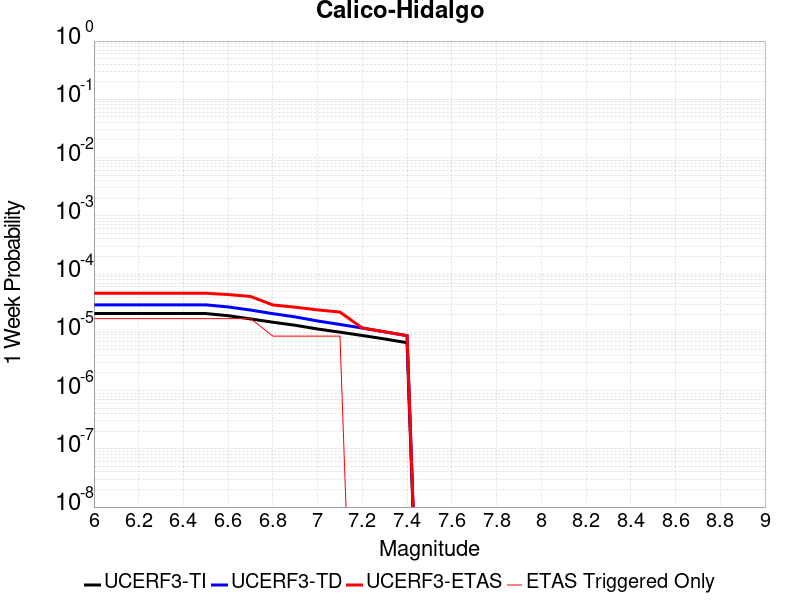 Calico-Hidalgo
10^0
10^-1
10^-2
10^-3
10^-4
10^-5
10^-6
10^-7
10^-8
1 Week Probability
6 6.2 6.4 6.6 6.8 7 7.2 7.4 7.6 7.8 8 8.2 8.4 8.6 8.8 9
Magnitude
UCERF3-TI UCERF3-TD UCERF3-ETAS ETAS Triggered Only